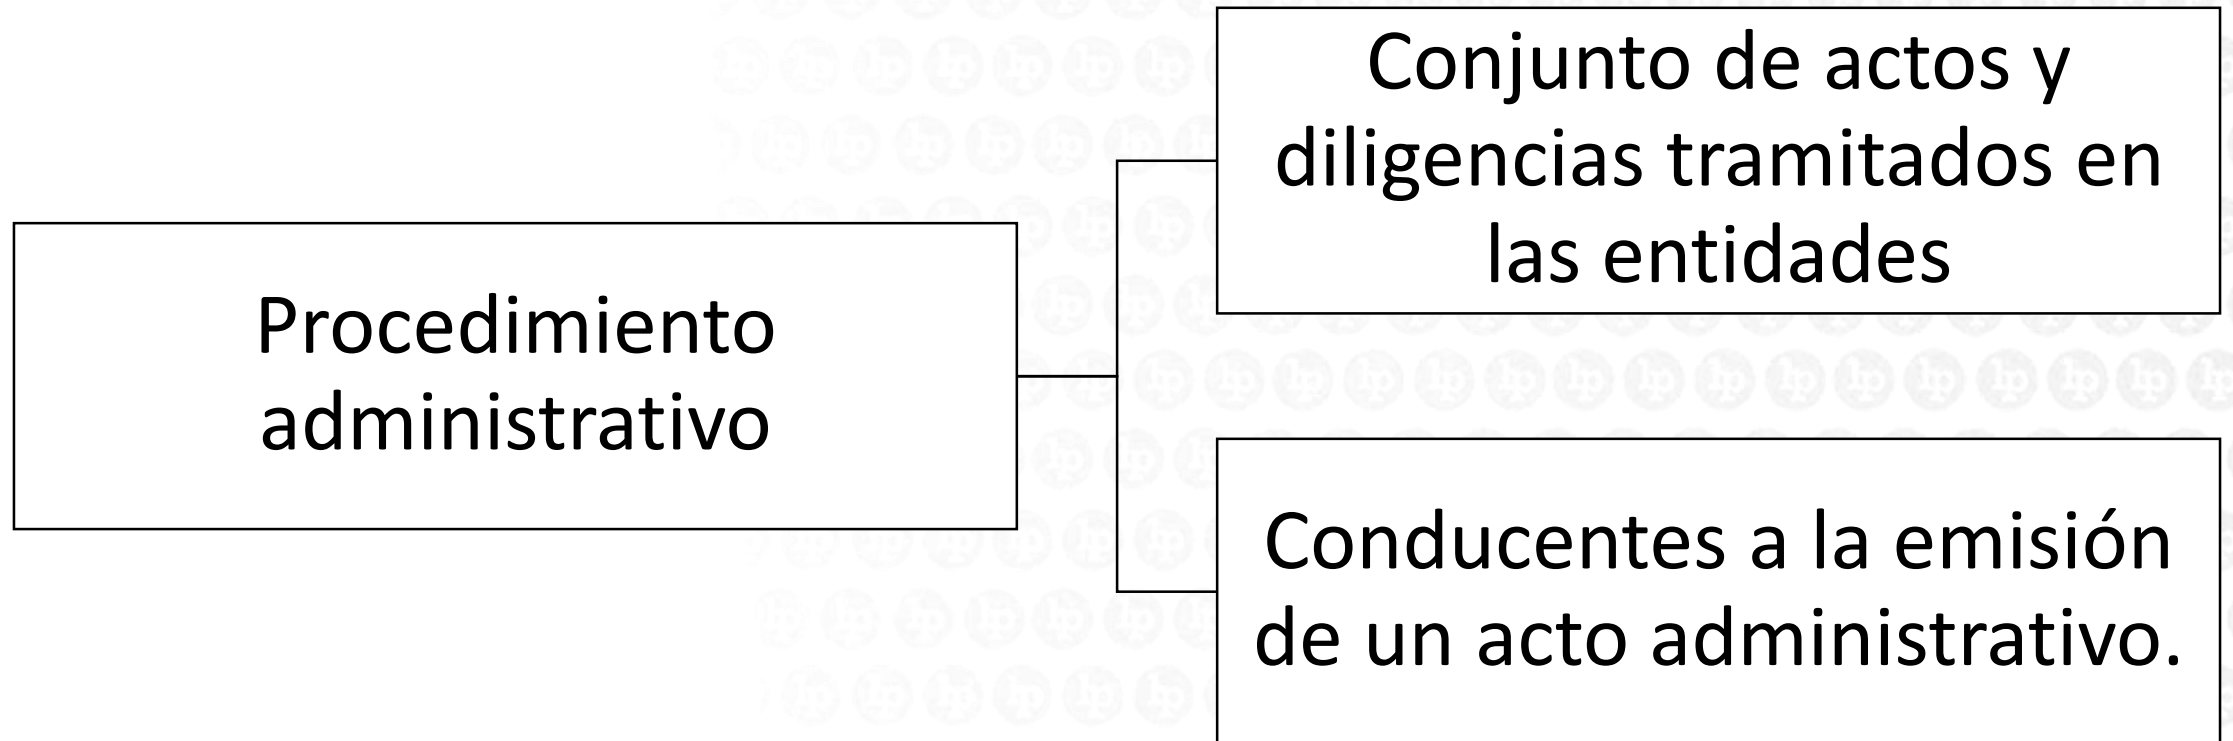 Procedimiento
administrativo
Conjunto de actos y
diligencias tramitados en
las entidades
Conducentes a la emisión
de un acto administrativo.